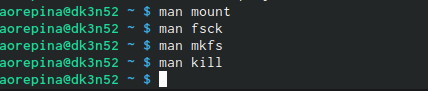 aorepina@dk3n52 ~ $ man mount
aorepina@dk3n52 ~ $ man fsck
aorepina@dk3n52 ~ $ man mkfs
aorepina@dk3n52 ~ $ man kill
aorepina@dk3n52 ~ $